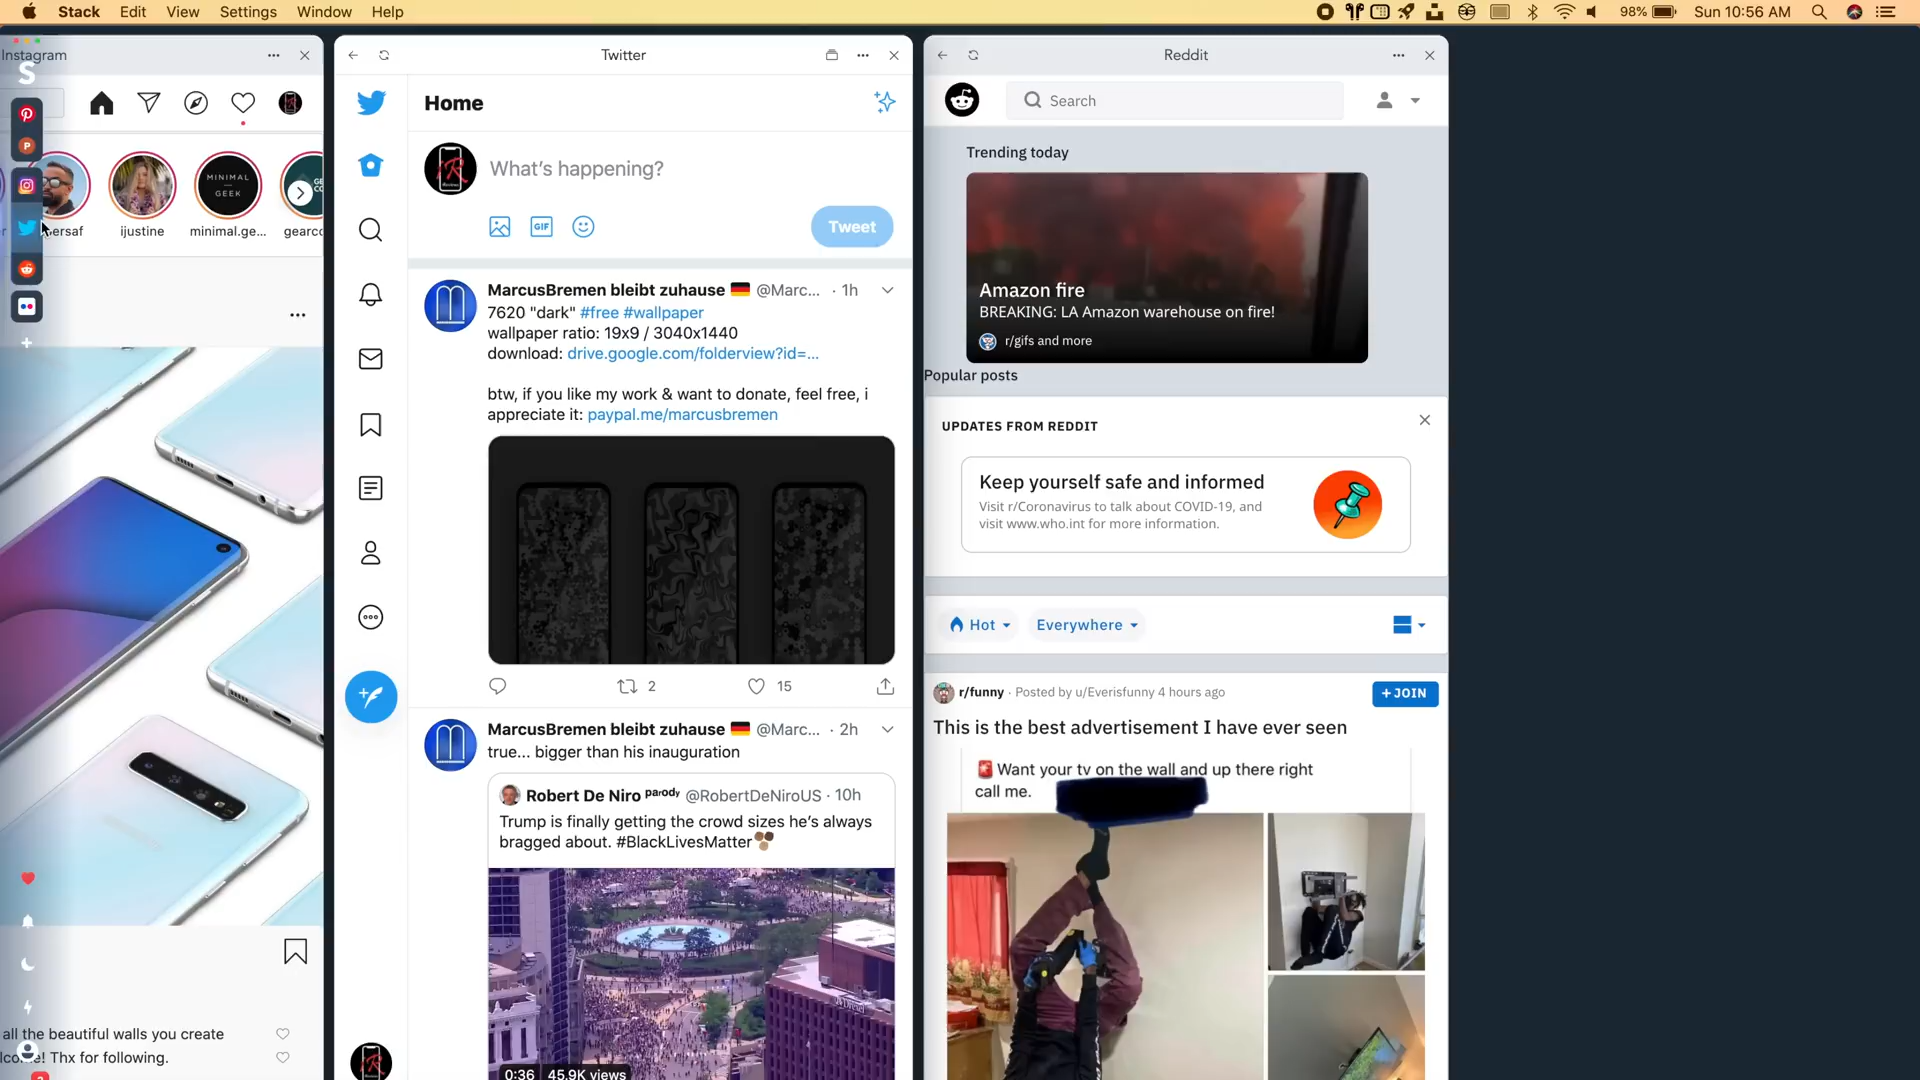 Stack Edit View Settings Window Help
98% Sun 10:56 AM
Instagram
S
P
ersaf
ijustine
MINIMAL
GEEK
minimal.ge...
gearco
all the beautiful walls you create
! Thx for following.
Twitter
Home
What's happening?
GIF
Tweet
MarcusBremen bleibt zuhause @Marc... · 1h
7620 "dark" #free #wallpaper
wallpaper ratio: 19x9 / 3040x1440
download: drive.google.com/folderview?id=...
btw, if you like my work & want to donate, feel free, i
appreciate it: paypal.me/marcusbremen
2 15
MarcusBremen bleibt zuhause @Marc... · 2h
true... bigger than his inauguration
Robert De Niro parody @RobertDeNiroUS · 10h
Trump is finally getting the crowd sizes he's always
bragged about. #BlackLivesMatter
0:36 45.9K views
Reddit
Search
Trending today
Amazon fire
BREAKING: LA Amazon warehouse on fire!
r/gifs and more
Popular posts
UPDATES FROM REDDIT
Keep yourself safe and informed
Visit r/Coronavirus to talk about COVID-19, and
visit www.who.int for more information.
Hot Everywhere
r/funny · Posted by u/Everisfunny 4 hours ago
+ JOIN
This is the best advertisement I have ever seen
Want your tv on the wall and up there right
call me.